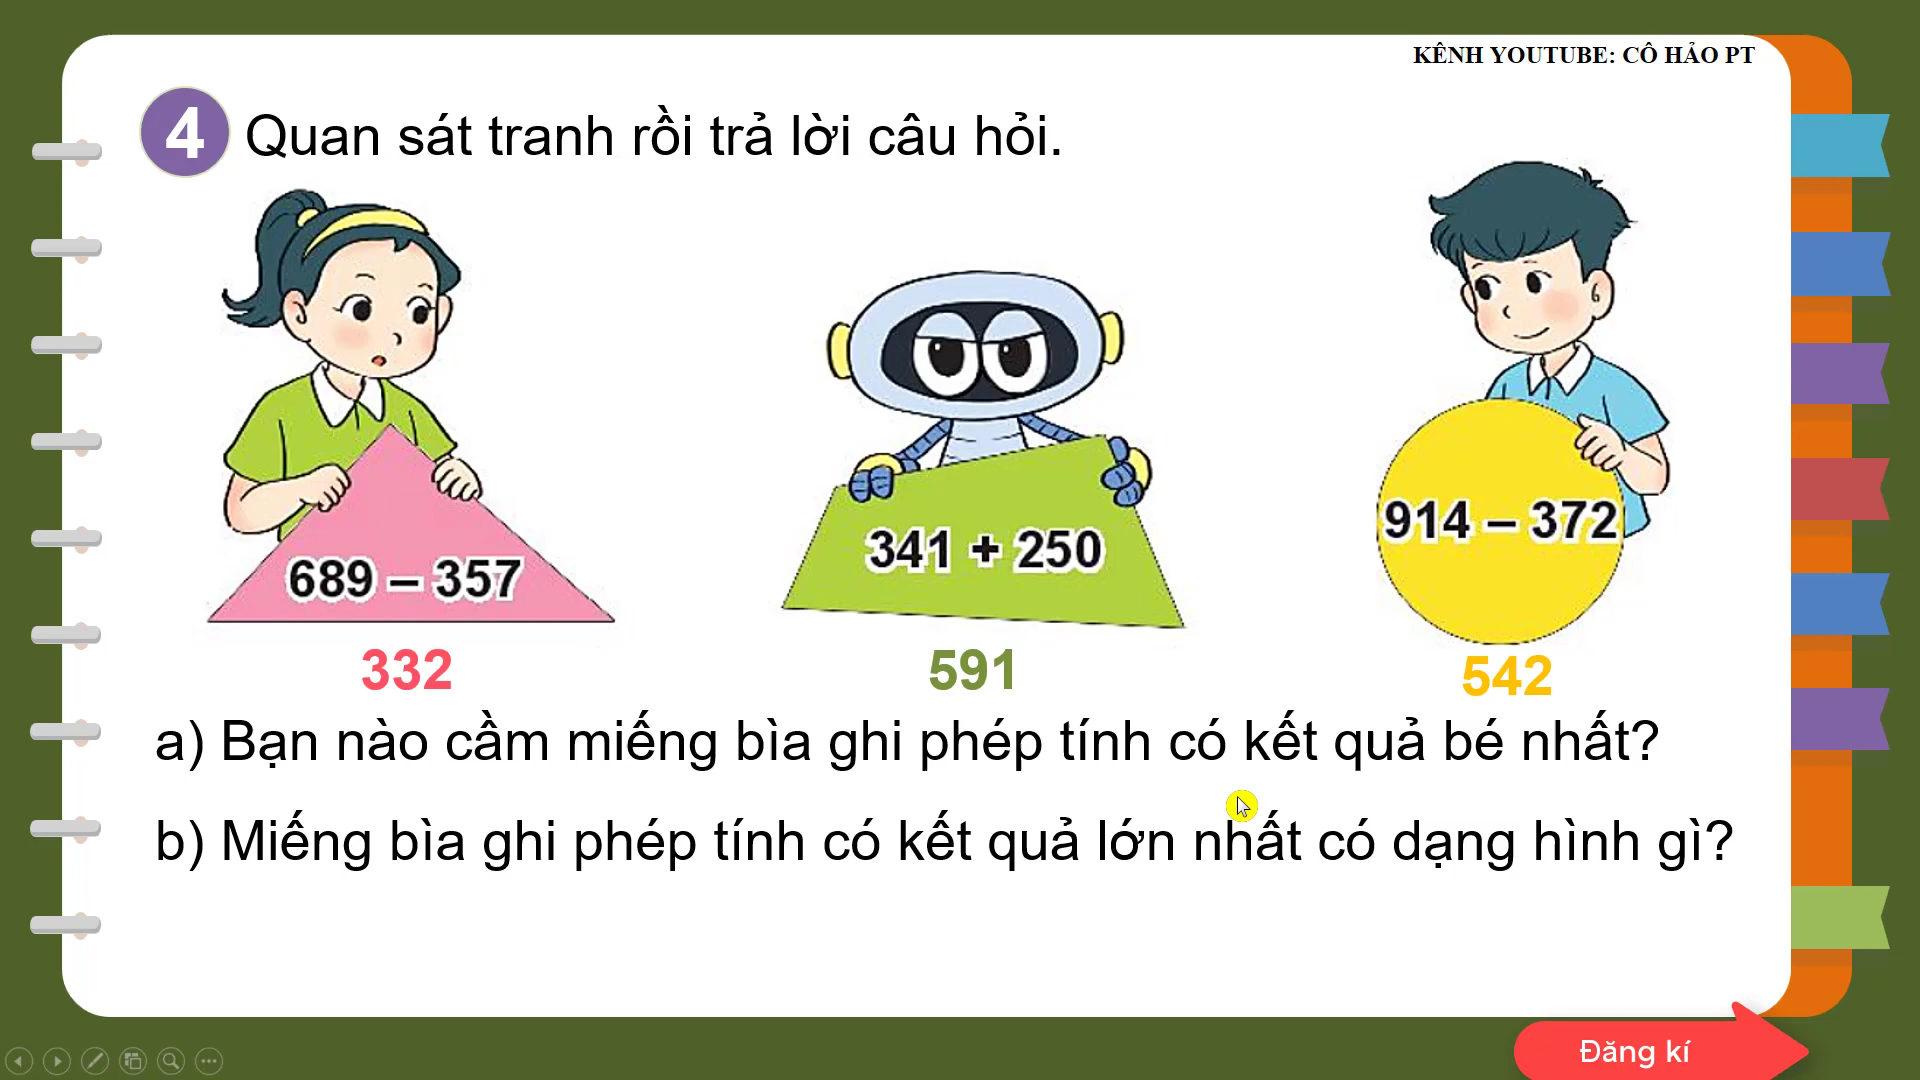 KÊNH YOUTUBE: CÔ HẢO PT
4 Quan sát tranh rồi trả lời câu hỏi.
689 – 357
341 + 250
914 – 372
332
591
542
a) Bạn nào cầm miếng bìa ghi phép tính có kết quả bé nhất?
b) Miếng bìa ghi phép tính có kết quả lớn nhất có dạng hình gì?
Đăng kí